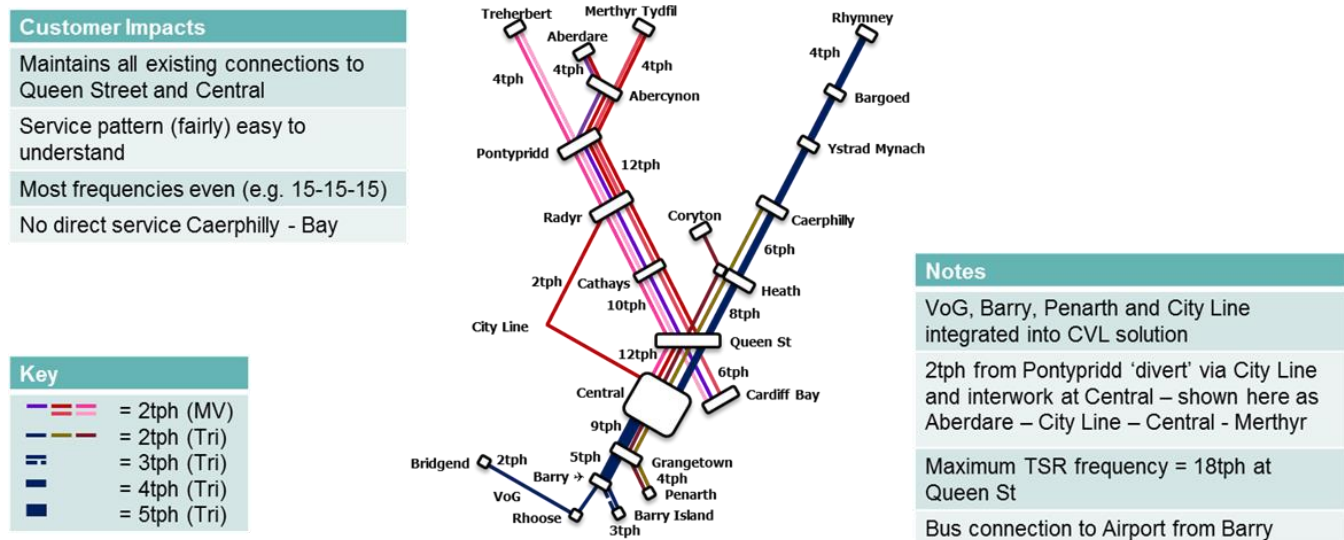 Customer Impacts
Maintains all existing connections to
Queen Street and Central
Service pattern (fairly) easy to
understand
Most frequencies even (e.g. 15-15-15)
No direct service Caerphilly - Bay
Key
= 2tph (MV)
= 2tph (Tri)
= 3tph (Tri)
= 4tph (Tri)
= 5tph (Tri)
Treherbert
Merthyr Tydfil
Rhymney
Aberdare
4tph
4tph
4tph
4tph
Abercynon
Bargoed
Pontypridd
Ystrad Mynach
12tph
Radyr
Coryton
Caerphilly
2tph
6tph
Cathays
Heath
10tph
8tph
City Line
Queen St
12tph
6tph
Central
Cardiff Bay
9tph
Bridgend
2tph
5tph
Grangetown
Barry ✈
4tph
VoG
Penarth
Rhoose
Barry Island
3tph
Notes
VoG, Barry, Penarth and City Line
integrated into CVL solution
2tph from Pontypridd ‘divert’ via City Line
and interwork at Central – shown here as
Aberdare – City Line – Central - Merthyr
Maximum TSR frequency = 18tph at
Queen St
Bus connection to Airport from Barry